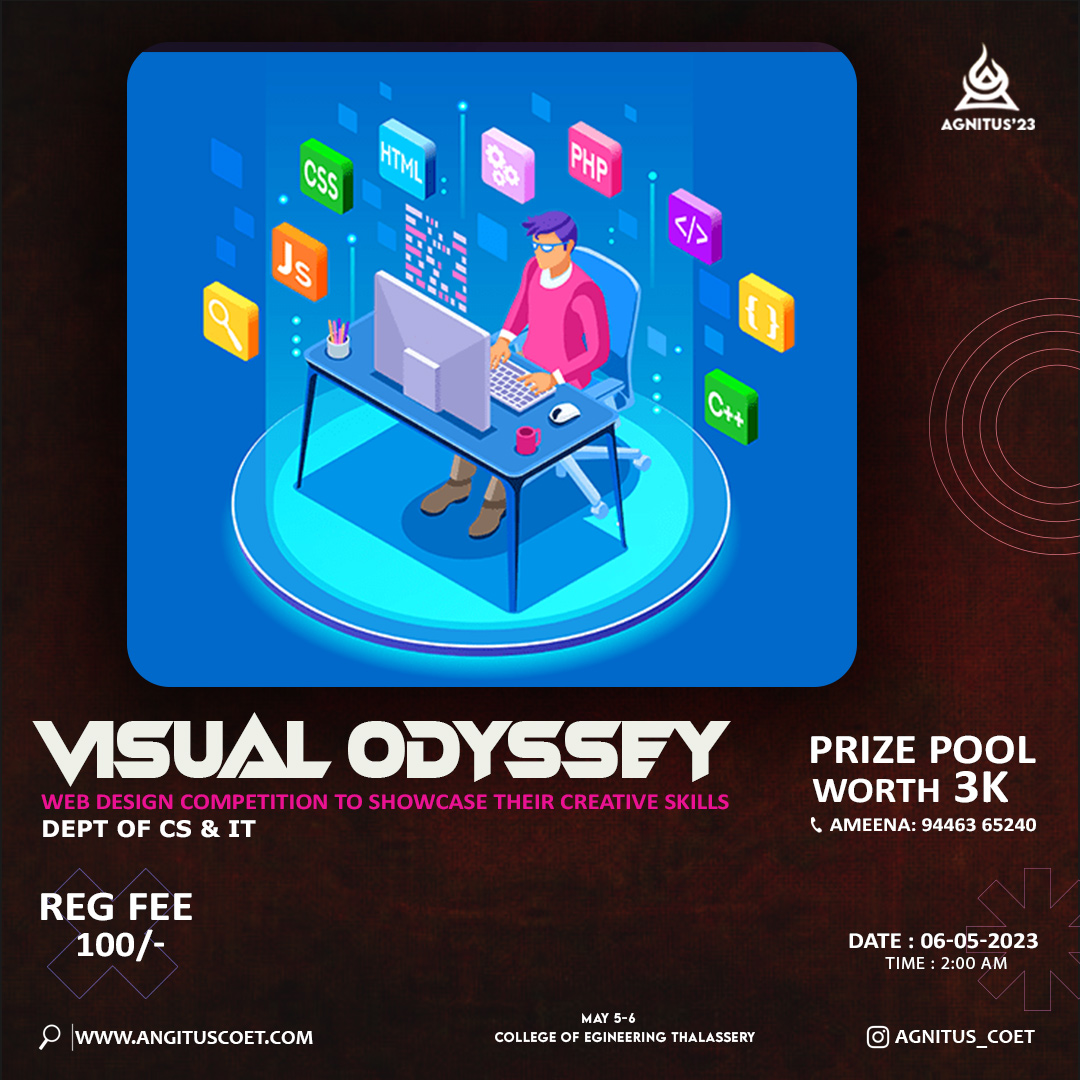 AGNITUS'23
CSS
HTML
PHP
</>
JS
{ }
C++
VISUAL ODYSSEY
WEB DESIGN COMPETITION TO SHOWCASE THEIR CREATIVE SKILLS
DEPT OF CS & IT
PRIZE POOL
WORTH 3K
AMEENA: 94463 65240
REG FEE
100/-
DATE : 06-05-2023
TIME : 2:00 AM
WWW.ANGITUSCOET.COM
MAY 5-6
COLLEGE OF EGINEERING THALASSERY
AGNITUS_COET